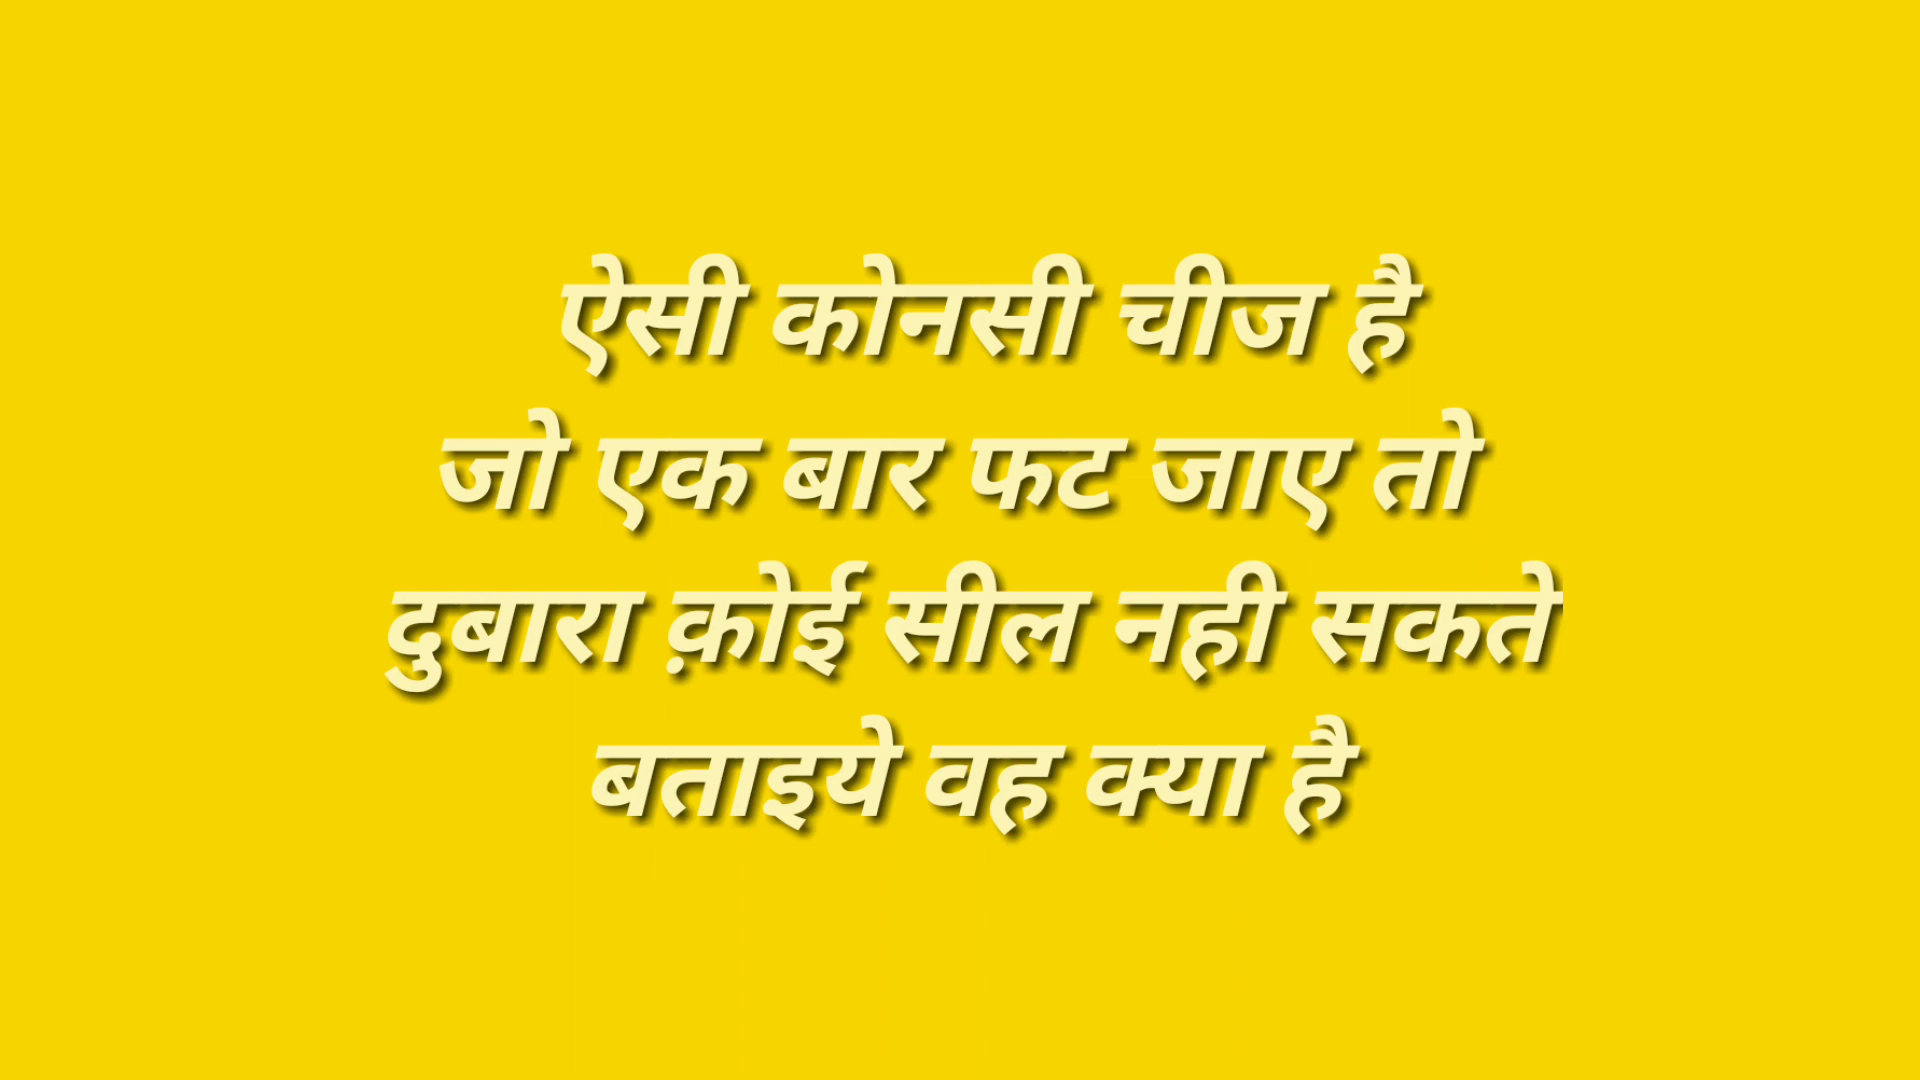 ऐसी कोनसी चीज है
जो एक बार फट जाए तो
दुबारा क़ोई सील नही सकते
बताइये वह क्या है